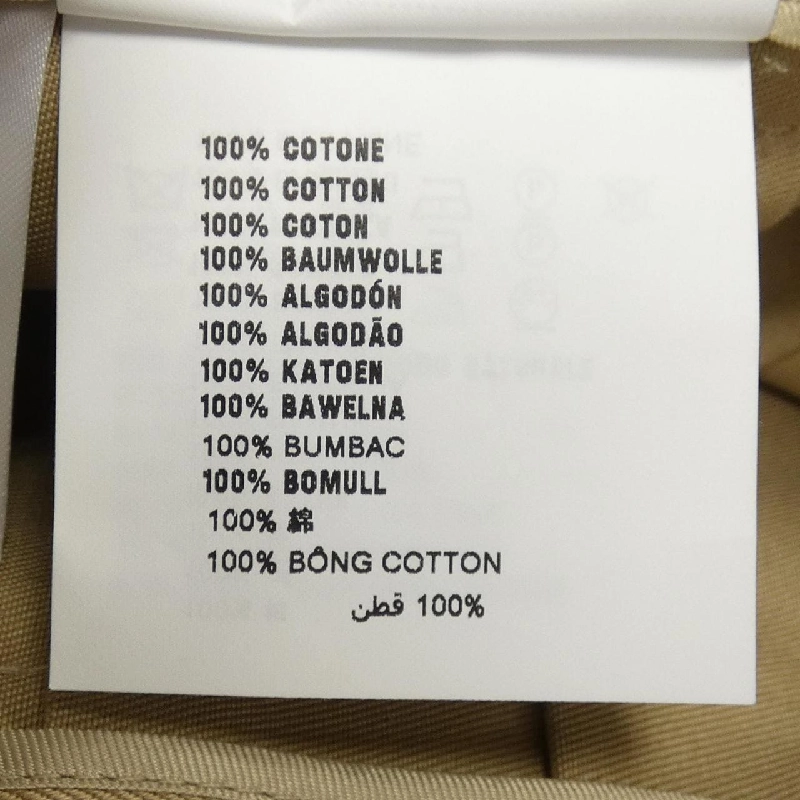 100% COTONE
100% COTTON
100% COTON
100% BAUMWOLLE
100% ALGODÓN
100% ALGODÃO
100% KATOEN
100% BAWELNA
100% BUMBAC
100% BOMULL
100% 綿
100% BÔNG COTTON
100% قطن